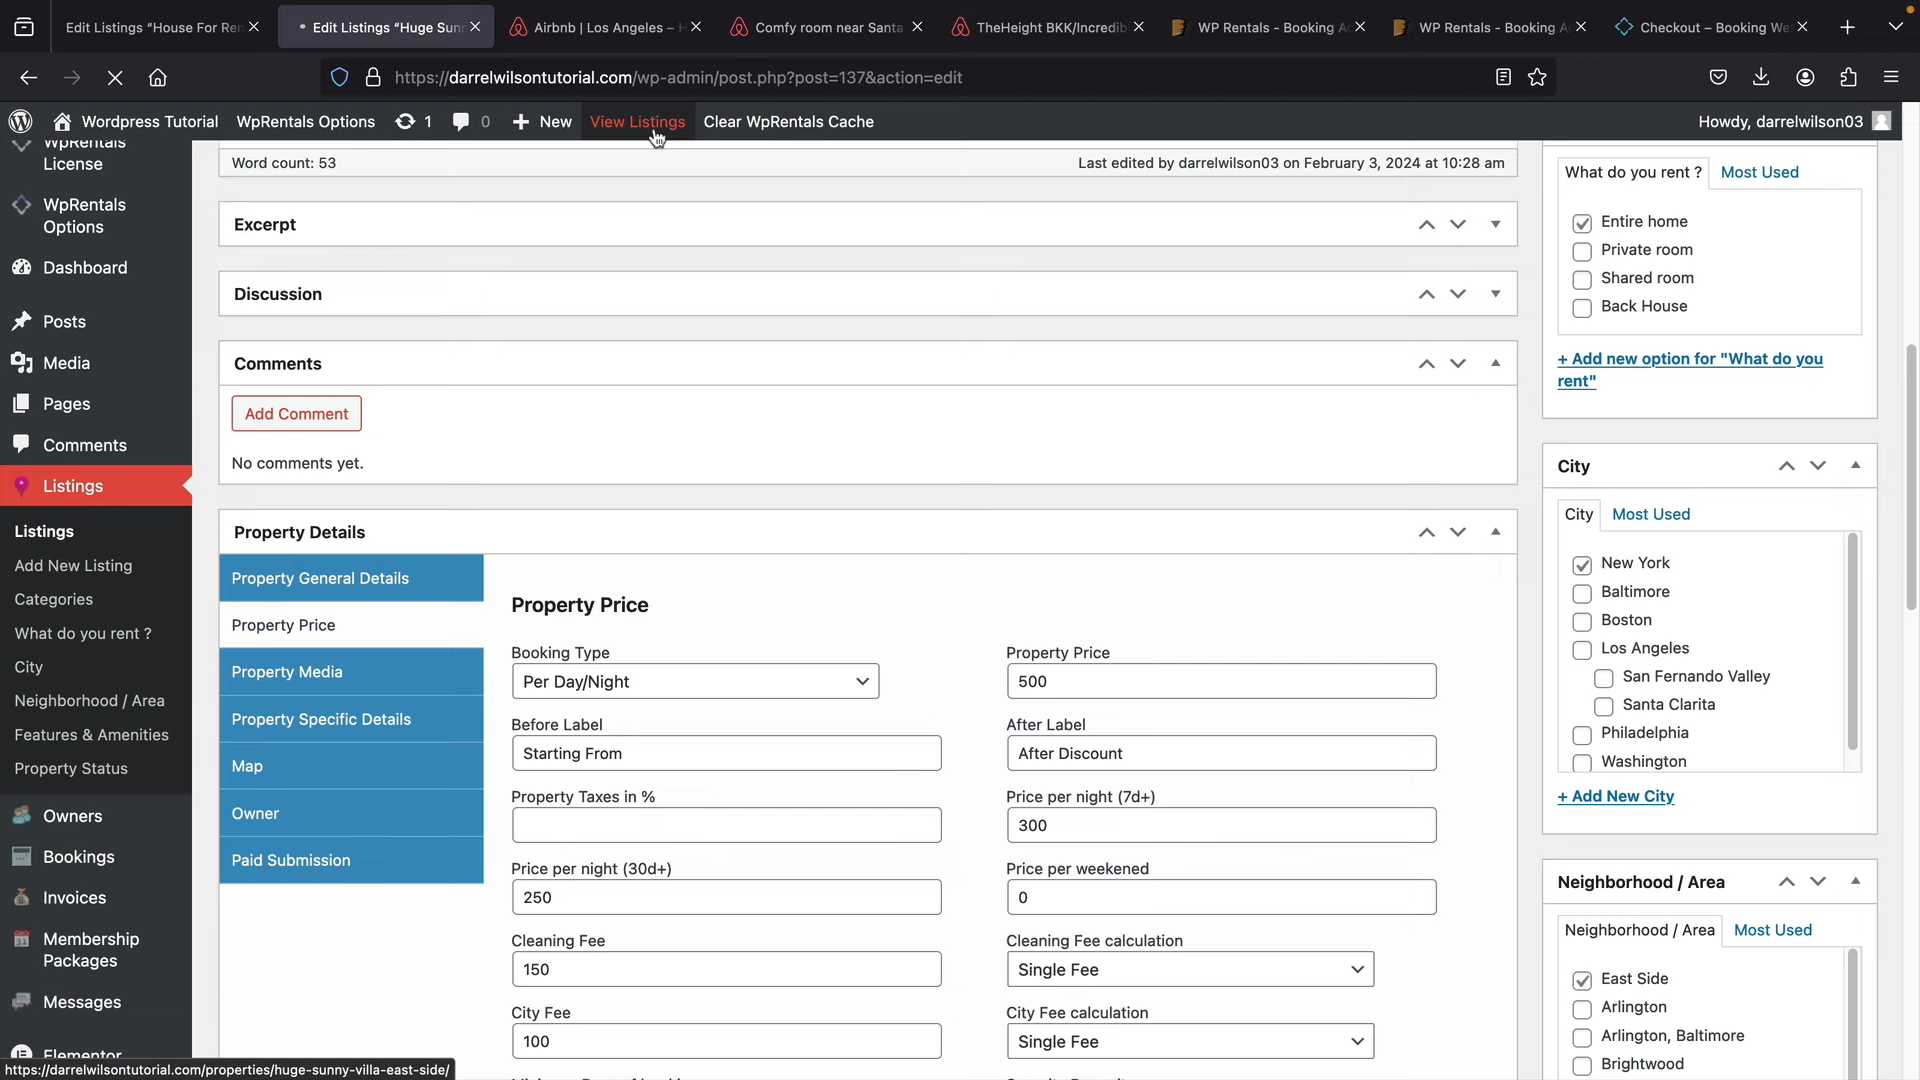 Edit Listings “House For Ren
Edit Listings “Huge Sun
Airbnb | Los Angeles – H
Comfy room near Santa
TheHeight BKK/Incredib
WP Rentals - Booking A
WP Rentals - Booking A
Checkout – Booking We
https://darrelwilsontutorial.com/wp-admin/post.php?post=137&action=edit
Wordpress Tutorial
WpRentals Options
1
0
New
View Listings
Clear WpRentals Cache
Howdy, darrelwilson03
WpRentals
License
WpRentals
Options
Dashboard
Posts
Media
Pages
Comments
Listings
Listings
Add New Listing
Categories
What do you rent ?
City
Neighborhood / Area
Features & Amenities
Property Status
Owners
Bookings
Invoices
Membership
Packages
Messages
Elementor
https://darrelwilsontutorial.com/properties/huge-sunny-villa-east-side/
Word count: 53
Last edited by darrelwilson03 on February 3, 2024 at 10:28 am
Excerpt
Discussion
Comments
Add Comment
No comments yet.
Property Details
Property General Details
Property Price
Property Media
Property Specific Details
Map
Owner
Paid Submission
Property Price
Booking Type
Per Day/Night
Property Price
500
Before Label
Starting From
After Label
After Discount
Property Taxes in %
Price per night (7d+)
300
Price per night (30d+)
250
Price per weekened
0
Cleaning Fee
150
Cleaning Fee calculation
Single Fee
City Fee
100
City Fee calculation
Single Fee
What do you rent ?
Most Used
Entire home
Private room
Shared room
Back House
+ Add new option for "What do you
rent"
City
City
Most Used
New York
Baltimore
Boston
Los Angeles
San Fernando Valley
Santa Clarita
Philadelphia
Washington
+ Add New City
Neighborhood / Area
Neighborhood / Area
Most Used
East Side
Arlington
Arlington, Baltimore
Brightwood